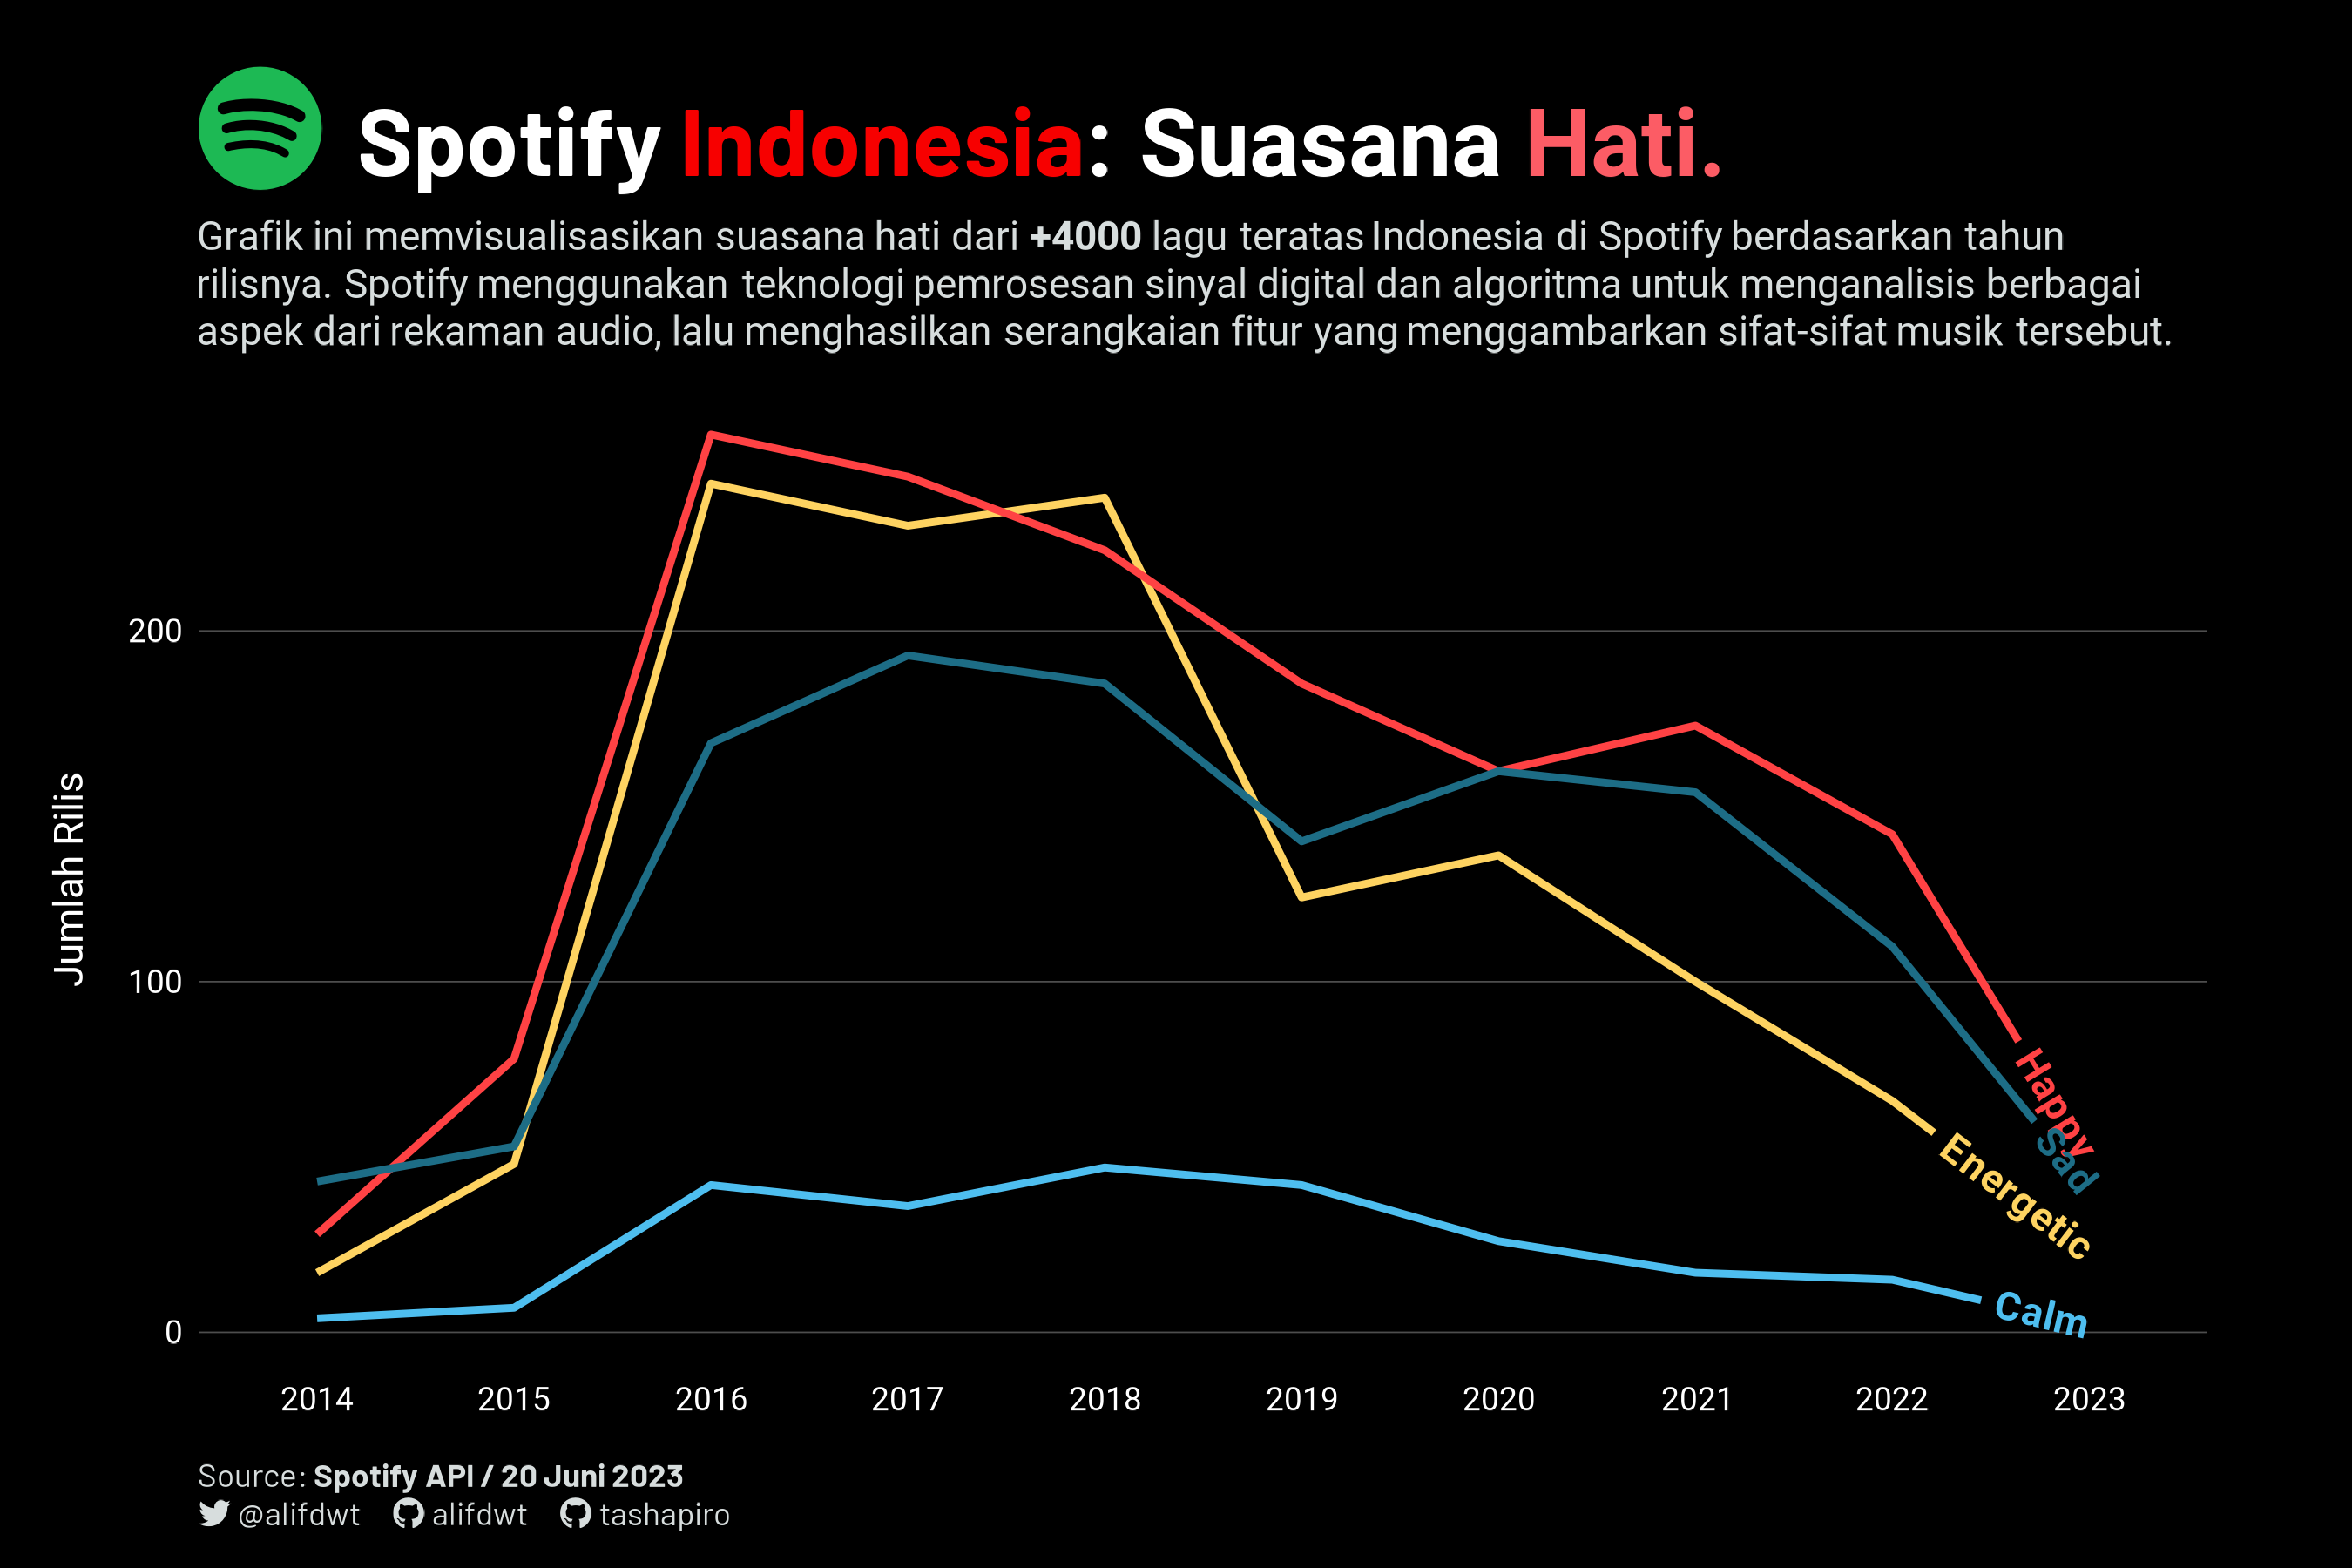 Spotify Indonesia: Suasana Hati.
Grafik ini memvisualisasikan suasana hati dari +4000 lagu teratas Indonesia di Spotify berdasarkan tahun
rilisnya. Spotify menggunakan teknologi pemrosesan sinyal digital dan algoritma untuk menganalisis berbagai
aspek dari rekaman audio, lalu menghasilkan serangkaian fitur yang menggambarkan sifat-sifat musik tersebut.
Jumlah Rilis
200
100
0
Happy
Sad
Energetic
Calm
2014 2015 2016 2017 2018 2019 2020 2021 2022 2023
Source: Spotify API / 20 Juni 2023
@alifdwt alifdwt tashapiro